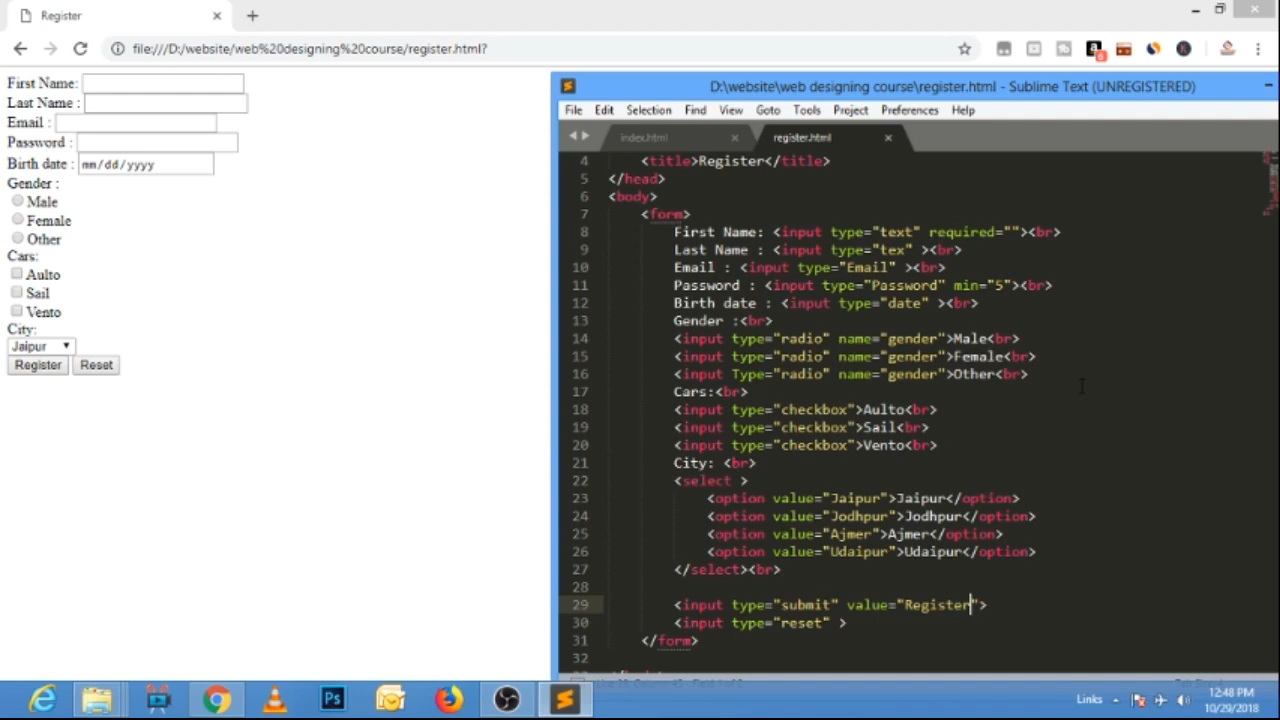 Register
file:///D:/website/web%20designing%20course/register.html?
6
First Name:
Last Name :
Email :
Password :
Birth date : mm/dd/yyyy
Gender :
Male
Female
Other
Cars:
Aulto
Sail
Vento
City:
Jaipur
Register Reset
D:\website\web designing course\register.html - Sublime Text (UNREGISTERED)
File Edit Selection Find View Goto Tools Project Preferences Help
index.html register.html
4 <title>Register</title>
5 </head>
6 <body>
7 <form>
8 First Name: <input type="text" required=""><br>
9 Last Name : <input type="tex" ><br>
10 Email : <input type="Email" ><br>
11 Password : <input type="Password" min="5"><br>
12 Birth date : <input type="date" ><br>
13 Gender :<br>
14 <input type="radio" name="gender">Male<br>
15 <input type="radio" name="gender">Female<br>
16 <input Type="radio" name="gender">Other<br>
17 Cars:<br>
18 <input type="checkbox">Aulto<br>
19 <input type="checkbox">Sail<br>
20 <input type="checkbox">Vento<br>
21 City: <br>
22 <select >
23 <option value="Jaipur">Jaipur</option>
24 <option value="Jodhpur">Jodhpur</option>
25 <option value="Ajmer">Ajmer</option>
26 <option value="Udaipur">Udaipur</option>
27 </select><br>
28
29 <input type="submit" value="Register">
30 <input type="reset" >
31 </form>
32
Ps
Links
12:48 PM
10/29/2018